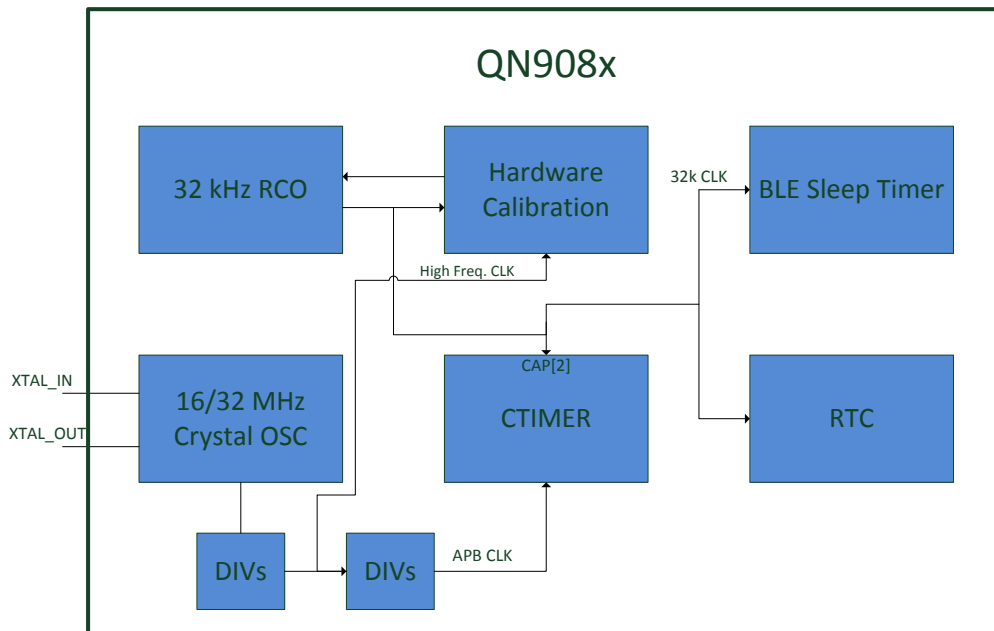 QN908x
32 kHz RCO
Hardware
Calibration
32k CLK
BLE Sleep Timer
High Freq. CLK
XTAL_IN
XTAL_OUT
16/32 MHz
Crystal OSC
CAP[2]
CTIMER
RTC
DIVs
DIVs
APB CLK